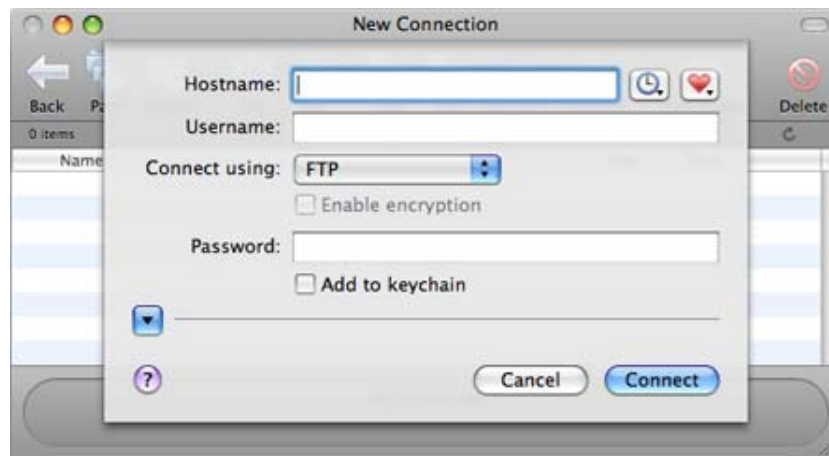 New Connection
Back
Delete
0 items
Name
Hostname:
Username:
Connect using: FTP
Enable encryption
Password:
Add to keychain
?
Cancel Connect